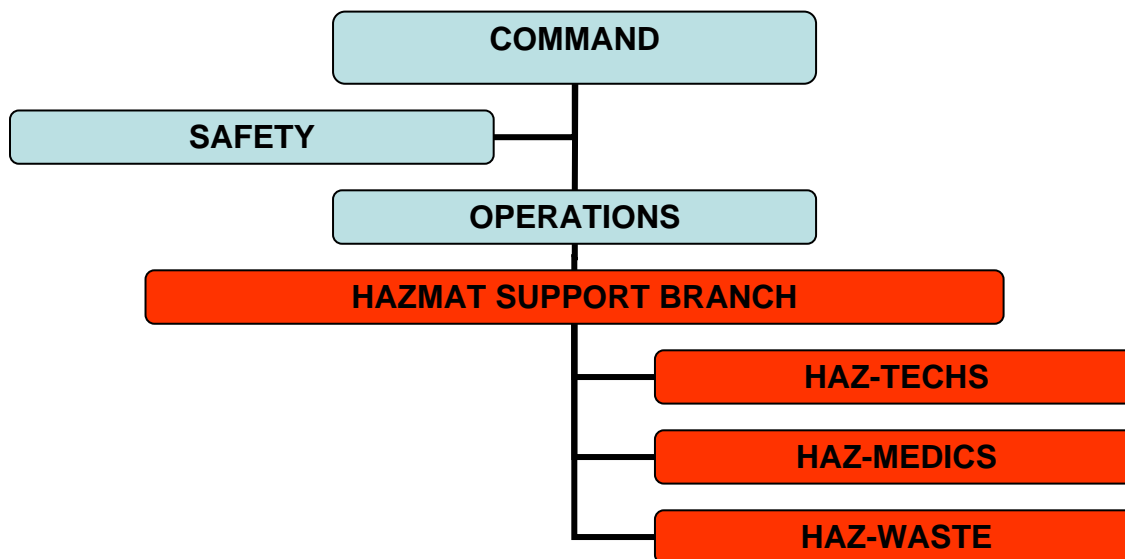 COMMAND
SAFETY
OPERATIONS
HAZMAT SUPPORT BRANCH
HAZ-TECHS
HAZ-MEDICS
HAZ-WASTE